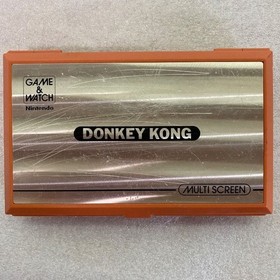 GAME
&
WATCH
Nintendo
DONKEY KONG
MULTI SCREEN